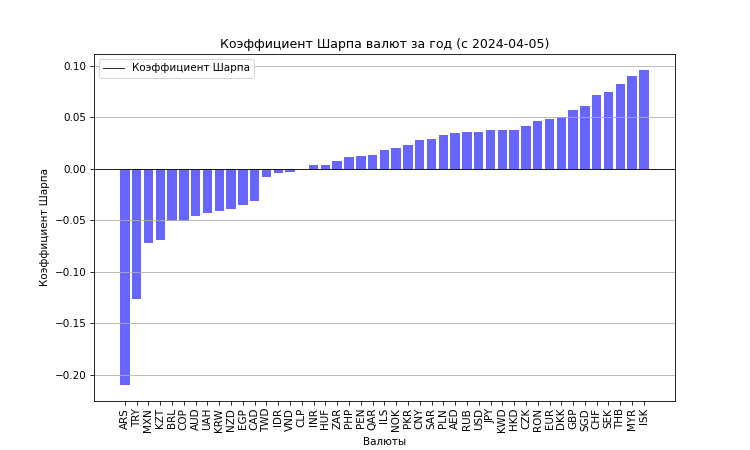 Коэффициент Шарпа валют за год (с 2024-04-05)
Коэффициент Шарпа
0.10
0.05
0.00
−0.05
−0.10
−0.15
−0.20
Коэффициент Шарпа
ARS TRY MXN KZT BRL COP AUD UAH KRW NZD EGP CAD TWD IDR VND CLP INR HUF ZAR PHP PEN QAR ILS NOK PKR CNY SAR PLN AED RUB USD JPY KWD HKD CZK RON EUR DKK GBP SGD CHF SEK THB MYR ISK
Валюты